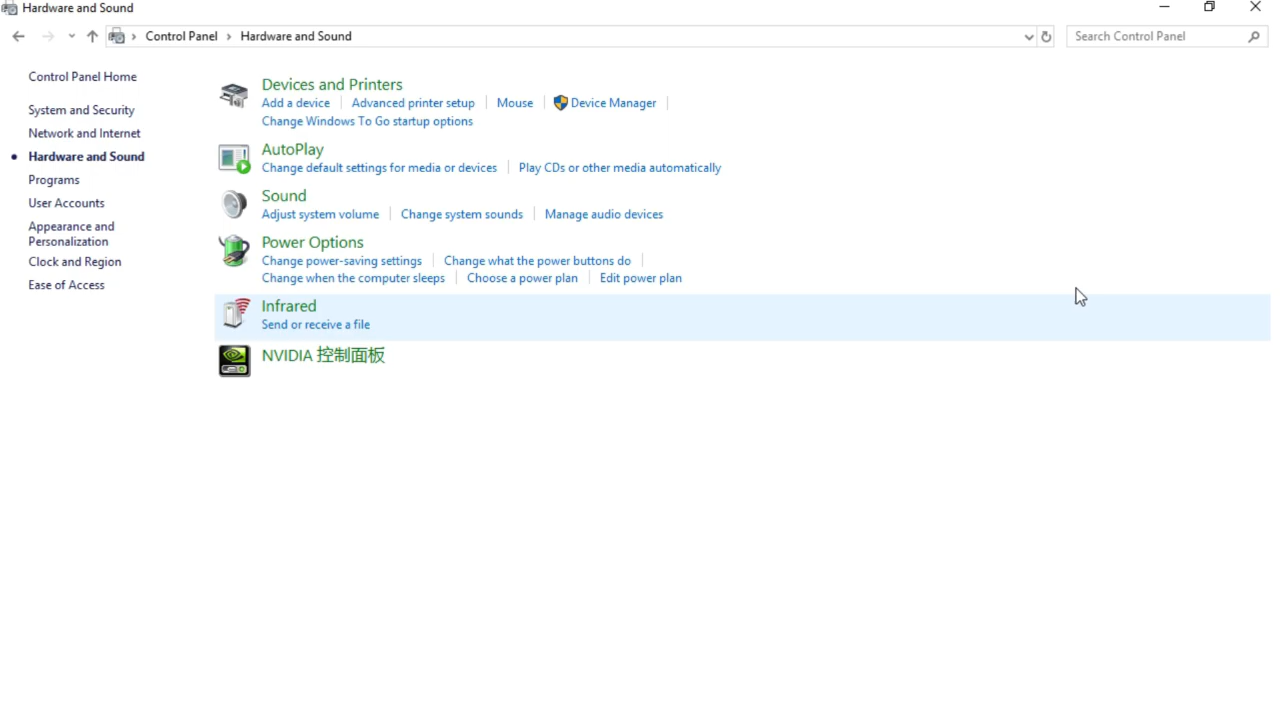 Hardware and Sound
Control Panel › Hardware and Sound
Search Control Panel
Control Panel Home
System and Security
Network and Internet
Hardware and Sound
Programs
User Accounts
Appearance and
Personalization
Clock and Region
Ease of Access
Devices and Printers
Add a device
Advanced printer setup
Mouse
Device Manager
Change Windows To Go startup options
AutoPlay
Change default settings for media or devices
Play CDs or other media automatically
Sound
Adjust system volume
Change system sounds
Manage audio devices
Power Options
Change power-saving settings
Change what the power buttons do
Change when the computer sleeps
Choose a power plan
Edit power plan
Infrared
Send or receive a file
NVIDIA 控制面板